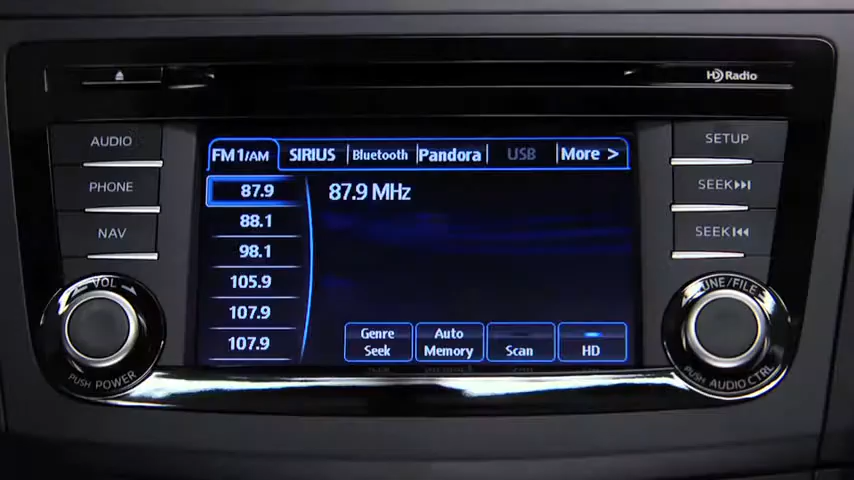 HD Radio
AUDIO
PHONE
NAV
VOL
PUSH POWER
FM1/AM SIRIUS Bluetooth Pandora USB More >
87.9
88.1
98.1
105.9
107.9
107.9
87.9 MHz
Genre Seek
Auto Memory
Scan
HD
SETUP
SEEK
SEEK
TUNE/FILE
PUSH AUDIO CTRL